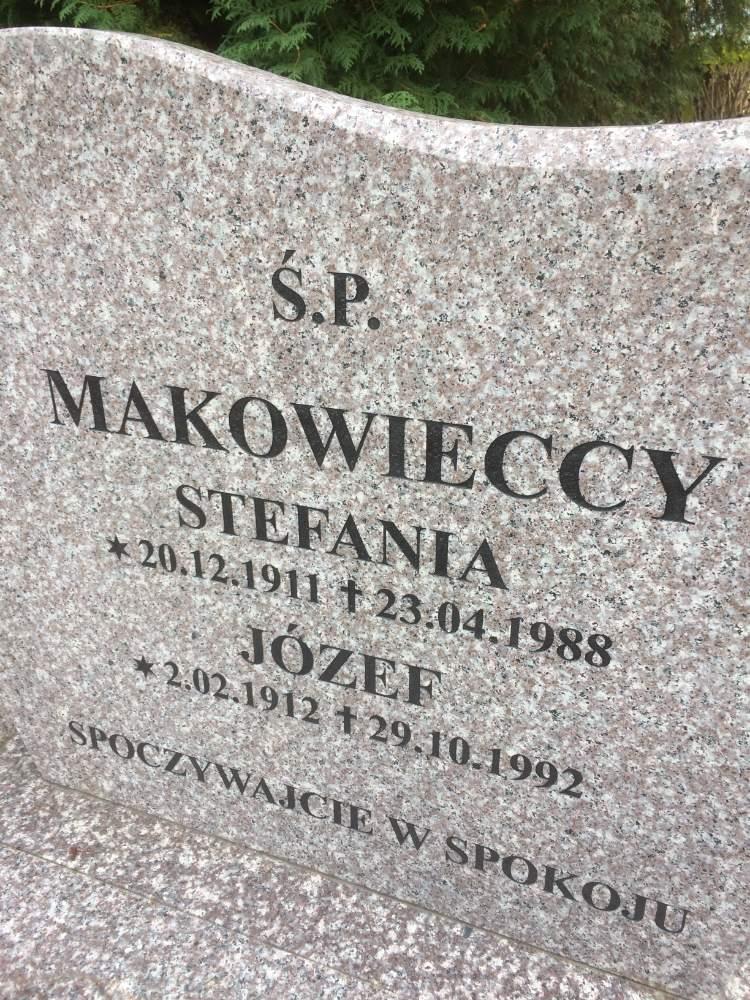 Ś.P.
MAKOWIECCY
STEFANIA
★ 20.12.1911 ✝ 23.04.1988
JÓZEF
★ 2.02.1912 ✝ 29.10.1992
SPOCZYWAJCIE W SPOKOJU